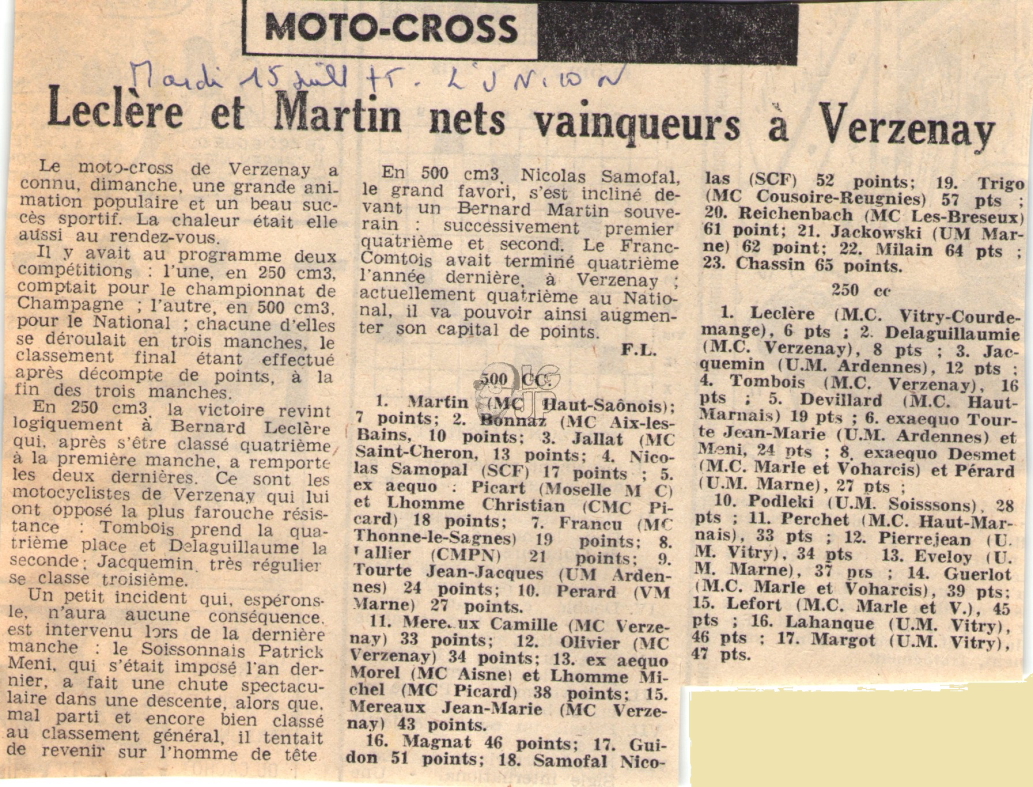 MOTO-CROSS
Mardi 15 Juill 75. L'UNION
Leclère et Martin nets vainqueurs à Verzenay
Le moto-cross de Verzenay a
connu, dimanche, une grande ani-
mation populaire et un beau suc-
cès sportif. La chaleur était elle
aussi au rendez-vous.
Il y avait au programme deux
compétitions : l'une, en 250 cm3,
comptait pour le championnat de
Champagne ; l'autre, en 500 cm3,
pour le National ; chacune d'elles
se déroulait en trois manches, le
classement final étant effectué
après décompte de points, à la
fin des trois manches.
En 250 cm3, la victoire revint
logiquement à Bernard Leclère
qui, après s'être classé quatrième
à la première manche, a remporté
les deux dernières. Ce sont les
motocyclistes de Verzenay qui lui
ont opposé la plus farouche résis-
tance : Tombois prend la qua-
trième place et Delaguillaume la
seconde; Jacquemin, très régulier
se classe troisième.
Un petit incident qui, espérons-
le, n'aura aucune conséquence,
est intervenu lors de la dernière
manche : le Soissonnais Patrick
Meni, qui s'était imposé l'an der-
nier, a fait une chute spectacu-
laire dans une descente, alors que,
mal parti et encore bien classé
au classement général, il tentait
de revenir sur l'homme de tête
En 500 cm3, Nicolas Samofal,
le grand favori, s'est incliné de-
vant un Bernard Martin souve-
rain : successivement premier
quatrième et second. Le Franc-
Comtois avait terminé quatrième
l'année dernière, à Verzenay ;
actuellement quatrième au Natio-
nal, il va pouvoir ainsi augmen-
ter son capital de points.
F.L.
500 CC
1. Martin (MC Haut-Saônois);
7 points; 2. Bonnaz (MC Aix-les-
Bains, 10 points; 3. Jallat (MC
Saint-Cheron, 13 points; 4. Nico-
las Samopal (SCF) 17 points ; 5.
ex aequo : Picart (Moselle M C)
et Lhomme Christian (CMC Pi-
card) 18 points; 7. Francu (MC
Thonne-le-Sagnes) 19 points; 8.
Tallier (CMPN) 21 points; 9.
Tourte Jean-Jacques (UM Arden-
nes) 24 points; 10. Perard (VM
Marne) 27 points.
11. Mere.ux Camille (MC Verze-
nay) 33 points; 12. Olivier (MC
Verzenay) 34 points; 13. ex aequo
Morel (MC Aisne) et Lhomme Mi-
chel (MC Picard) 38 points; 15.
Mereaux Jean-Marie (MC Verze-
nay) 43 points.
16. Magnat 46 points; 17. Gui-
don 51 points; 18. Samofal Nico-
las (SCF) 52 points; 19. Trigo
(MC Cousoire-Reugnies) 57 pts ;
20. Reichenbach (MC Les-Breseux)
61 point; 21. Jackowski (UM Mar-
ne) 62 point; 22. Milain 64 pts ;
23. Chassin 65 points.
250 cc
1. Leclère (M.C. Vitry-Courde-
mange), 6 pts ; 2. Delaguillaumie
(M.C. Verzenay), 8 pts ; 3. Jac-
quemin (U.M. Ardennes), 12 pts ;
4. Tombois (M.C. Verzenay), 16
pts ; 5. Devillard (M.C. Haut-
Marnais) 19 pts ; 6. exaequo Tour-
te Jean-Marie (U.M. Ardennes) et
Meni, 24 pts ; 8. exaequo Desmet
(M.C. Marle et Voharcis) et Pérard
(U.M. Marne), 27 pts ;
10. Podleki (U.M. Soisssons), 28
pts ; 11. Perchet (M.C. Haut-Mar-
nais), 33 pts ; 12. Pierrejean (U.
M. Vitry), 34 pts 13. Eveloy (U.
M. Marne), 37 pts ; 14. Guerlot
(M.C. Marle et Voharcis), 39 pts;
15. Lefort (M.C. Marle et V.), 45
pts ; 16. Lahanque (U.M. Vitry),
46 pts ; 17. Margot (U.M. Vitry),
47 pts.